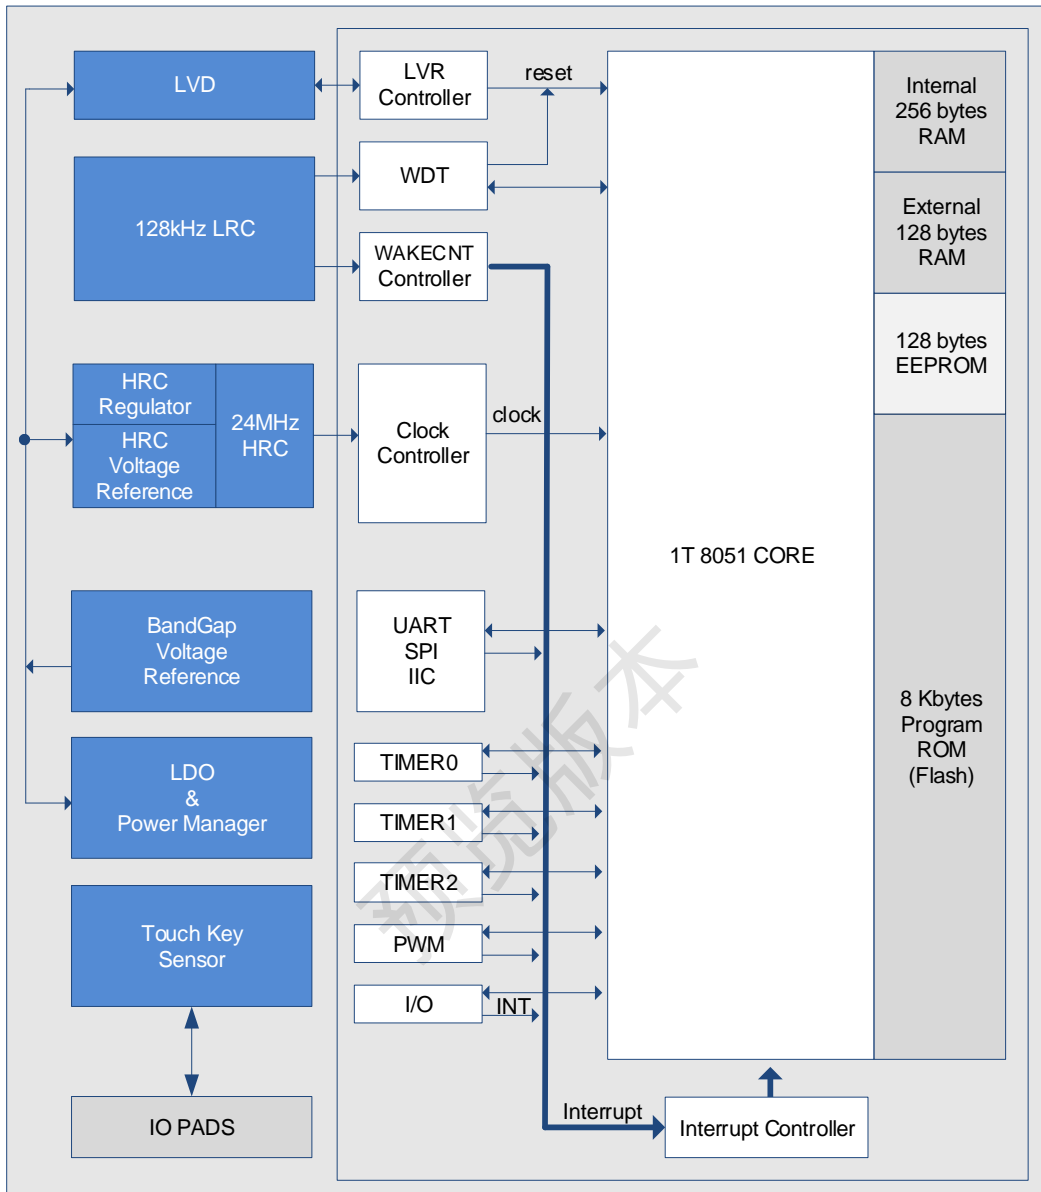 LVD
LVR
Controller
reset
Internal
256 bytes
RAM
128kHz LRC
WDT
WAKECNT
Controller
External
128 bytes
RAM
128 bytes
EEPROM
HRC
Regulator
HRC
Voltage
Reference
24MHz
HRC
Clock
Controller
clock
1T 8051 CORE
BandGap
Voltage
Reference
UART
SPI
IIC
8 Kbytes
Program
ROM
(Flash)
LDO
&
Power Manager
TIMER0
TIMER1
TIMER2
PWM
I/O
INT
Touch Key
Sensor
IO PADS
Interrupt
Interrupt Controller
预览版本